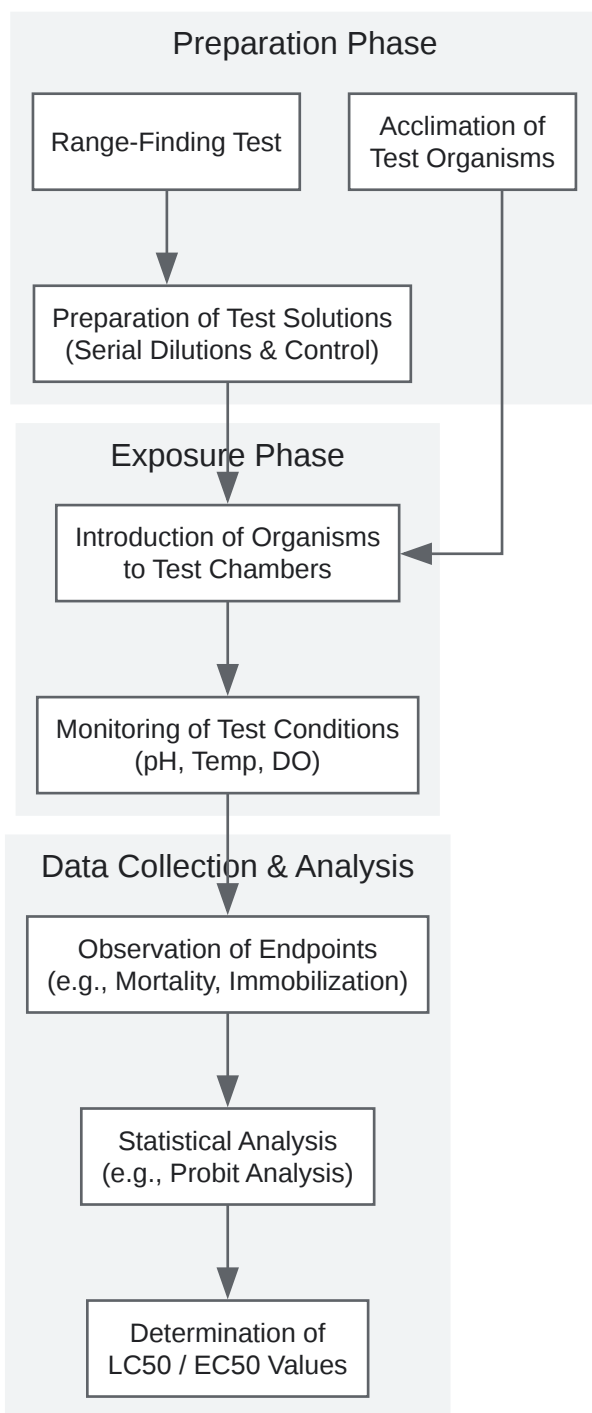 Preparation Phase
Range-Finding Test
Acclimation of
Test Organisms
Preparation of Test Solutions
(Serial Dilutions & Control)
Exposure Phase
Introduction of Organisms
to Test Chambers
Monitoring of Test Conditions
(pH, Temp, DO)
Data Collection & Analysis
Observation of Endpoints
(e.g., Mortality, Immobilization)
Statistical Analysis
(e.g., Probit Analysis)
Determination of
LC50 / EC50 Values